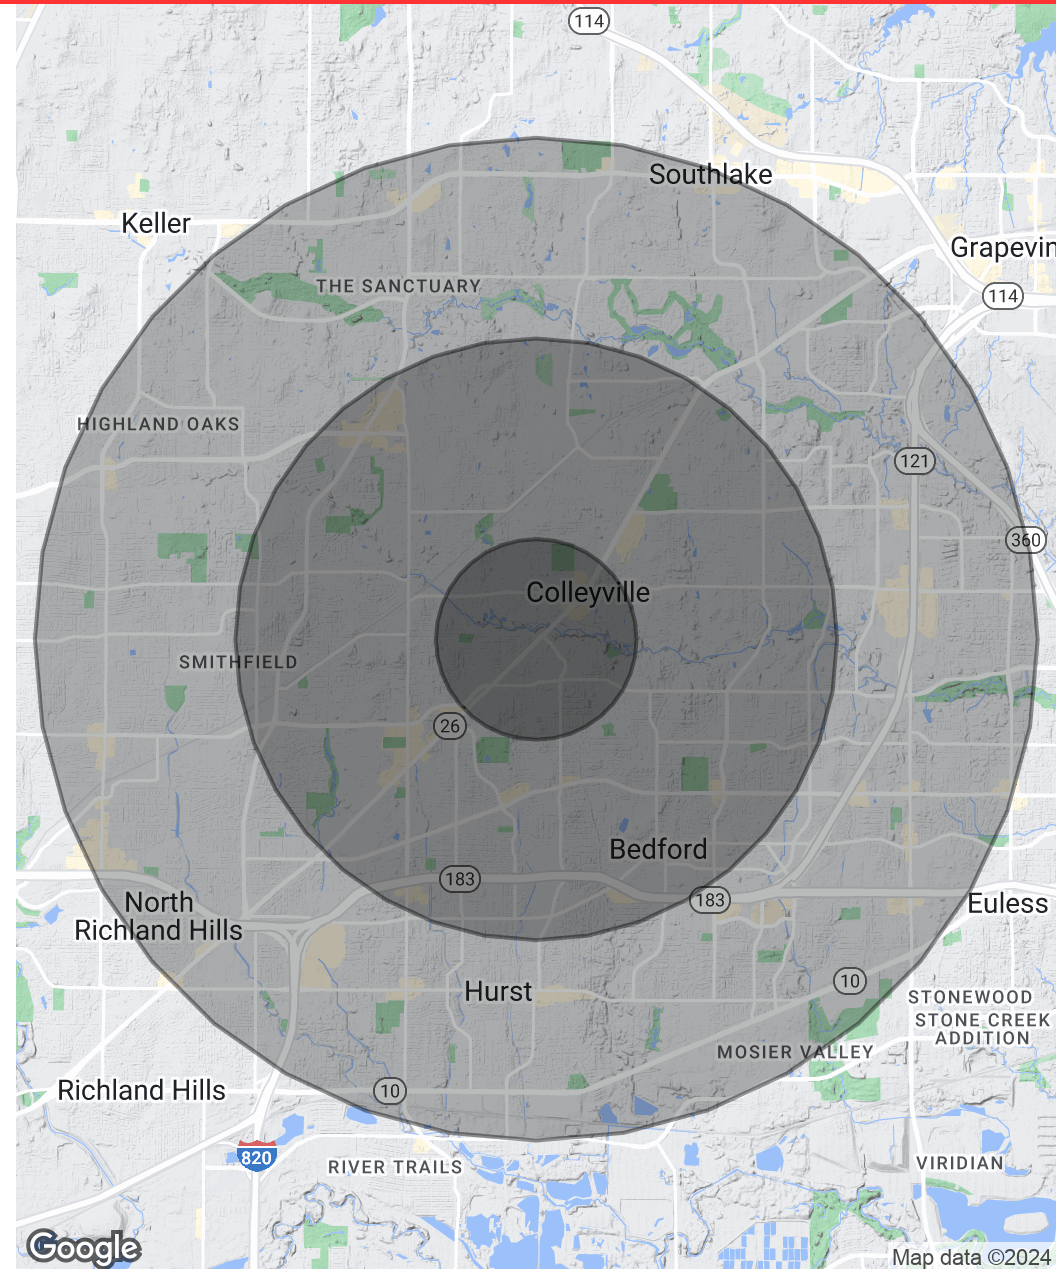 114
Southlake
Keller
Grapevin
THE SANCTUARY
114
HIGHLAND OAKS
121
360
Colleyville
SMITHFIELD
26
Bedford
183
183
North
Richland Hills
Euless
10
Hurst
STONEWOOD
STONE CREEK
ADDITION
MOSIER VALLEY
Richland Hills
10
820
RIVER TRAILS
VIRIDIAN
Google
Map data ©2024